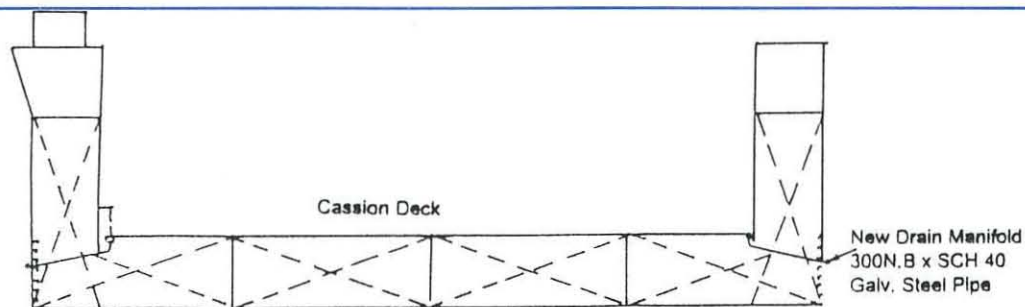 Cassion Deck
New Drain Manifold
300N.B x SCH 40
Galv. Steel Pipe